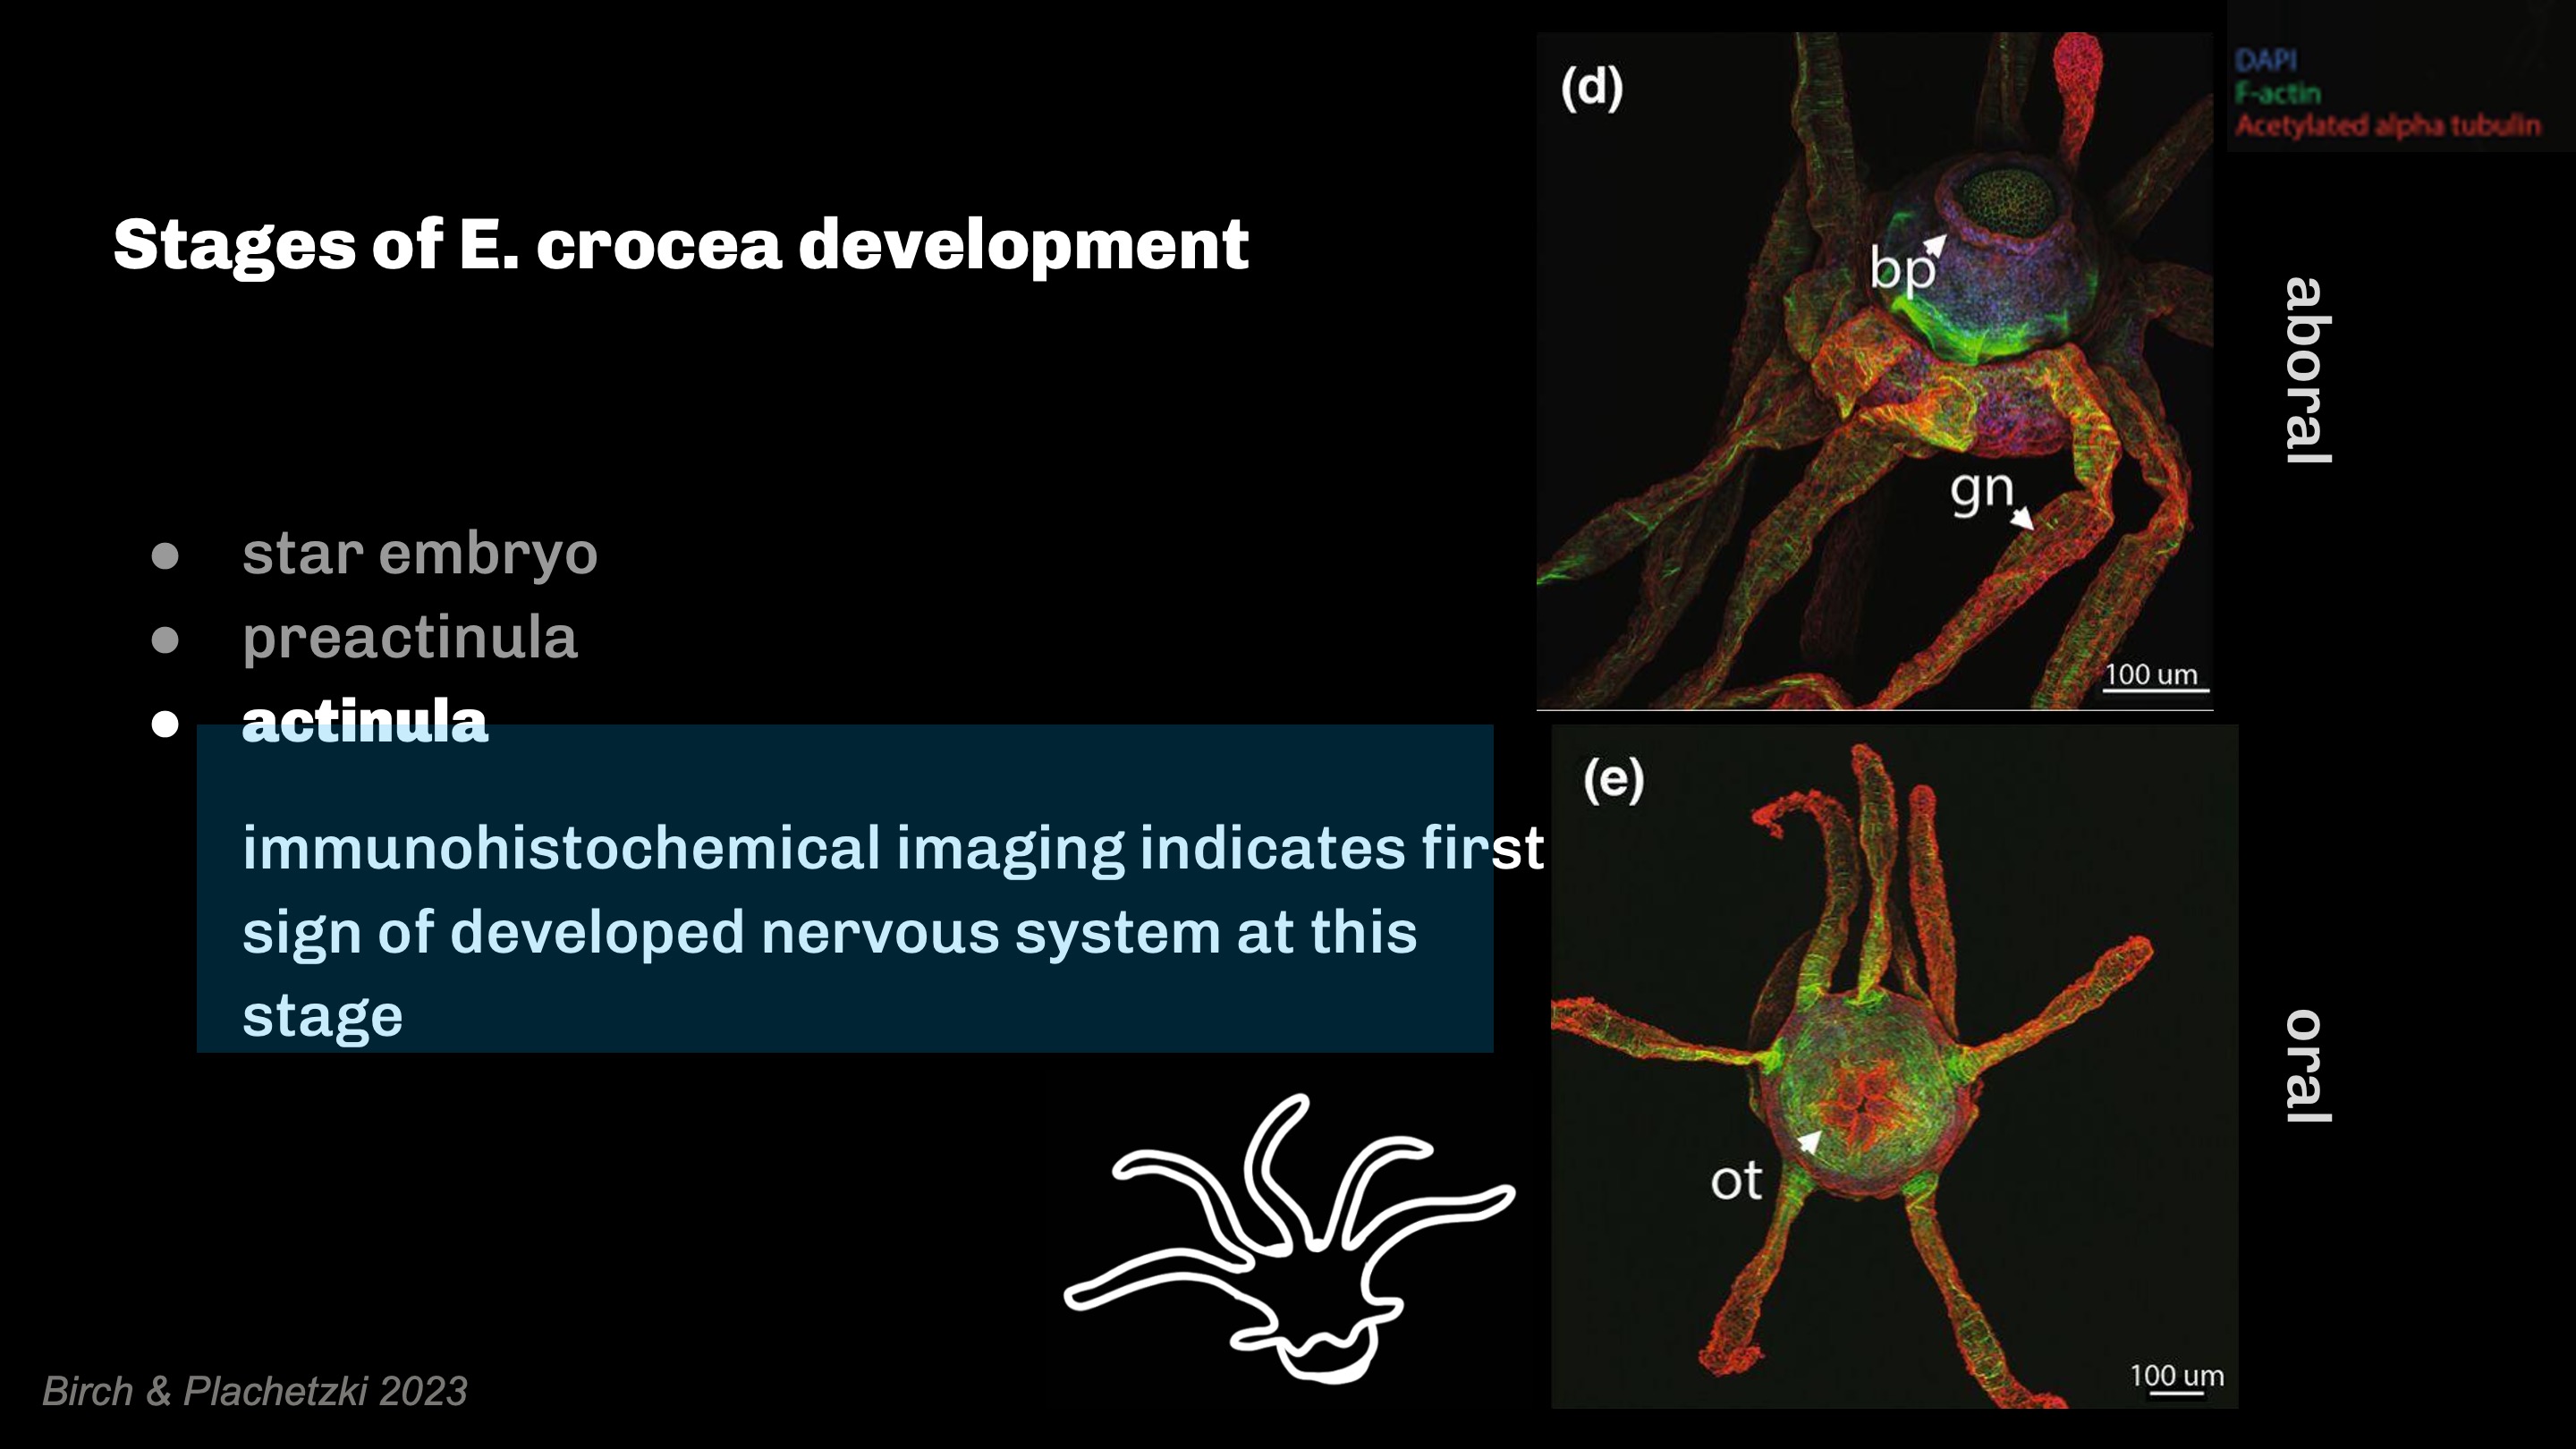 Stages of E. crocea development
● star embryo
● preactinula
● actinula
immunohistochemical imaging indicates first
sign of developed nervous system at this
stage
Birch & Plachetzki 2023
(d)
bp
gn
100 um
(e)
ot
100 um
DAPI
F-actin
Acetylated alpha tubulin
aboral
oral